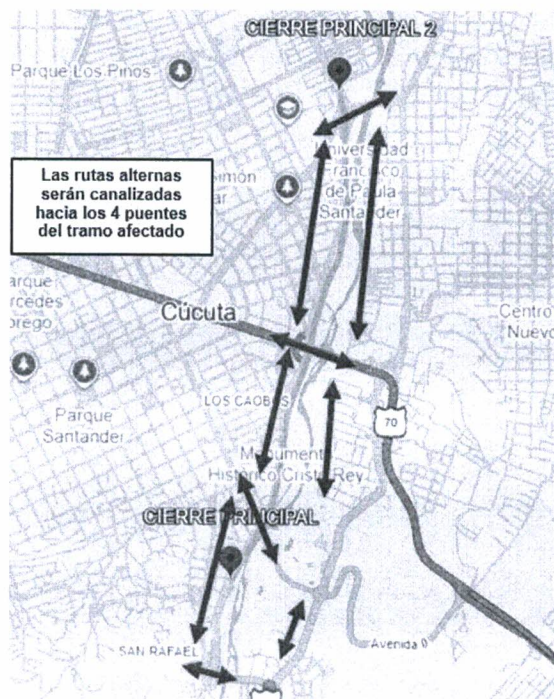 CIERRE PRINCIPAL 2
Parque Los Pinos
Las rutas alternas
serán canalizadas
hacia los 4 puentes
del tramo afectado
Simón
Universidad
Francisco
de Paula
Santander
Cúcuta
Centro
Nuevo
LOS CAOBOS
Parque
Santander
70
Monumento
Histórico Cristo Rey
CIERRE PRINCIPAL
SAN RAFAEL
Avenida 0